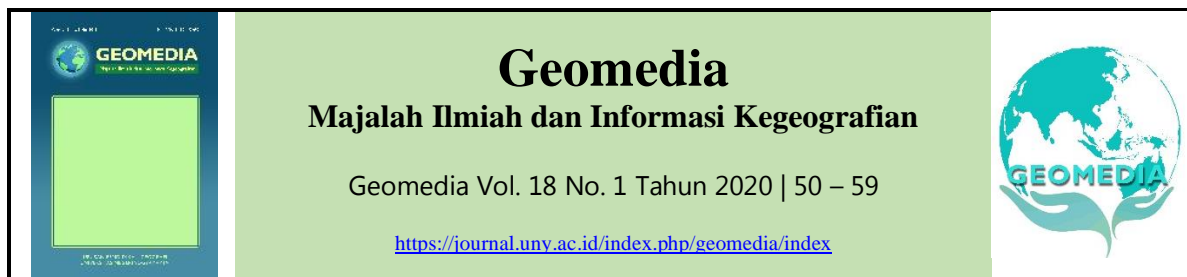 GEOMEDIA
Geomedia
Majalah Ilmiah dan Informasi Kegeografian
Geomedia Vol. 18 No. 1 Tahun 2020 | 50 – 59
https://journal.uny.ac.id/index.php/geomedia/index
GEOMEDIA